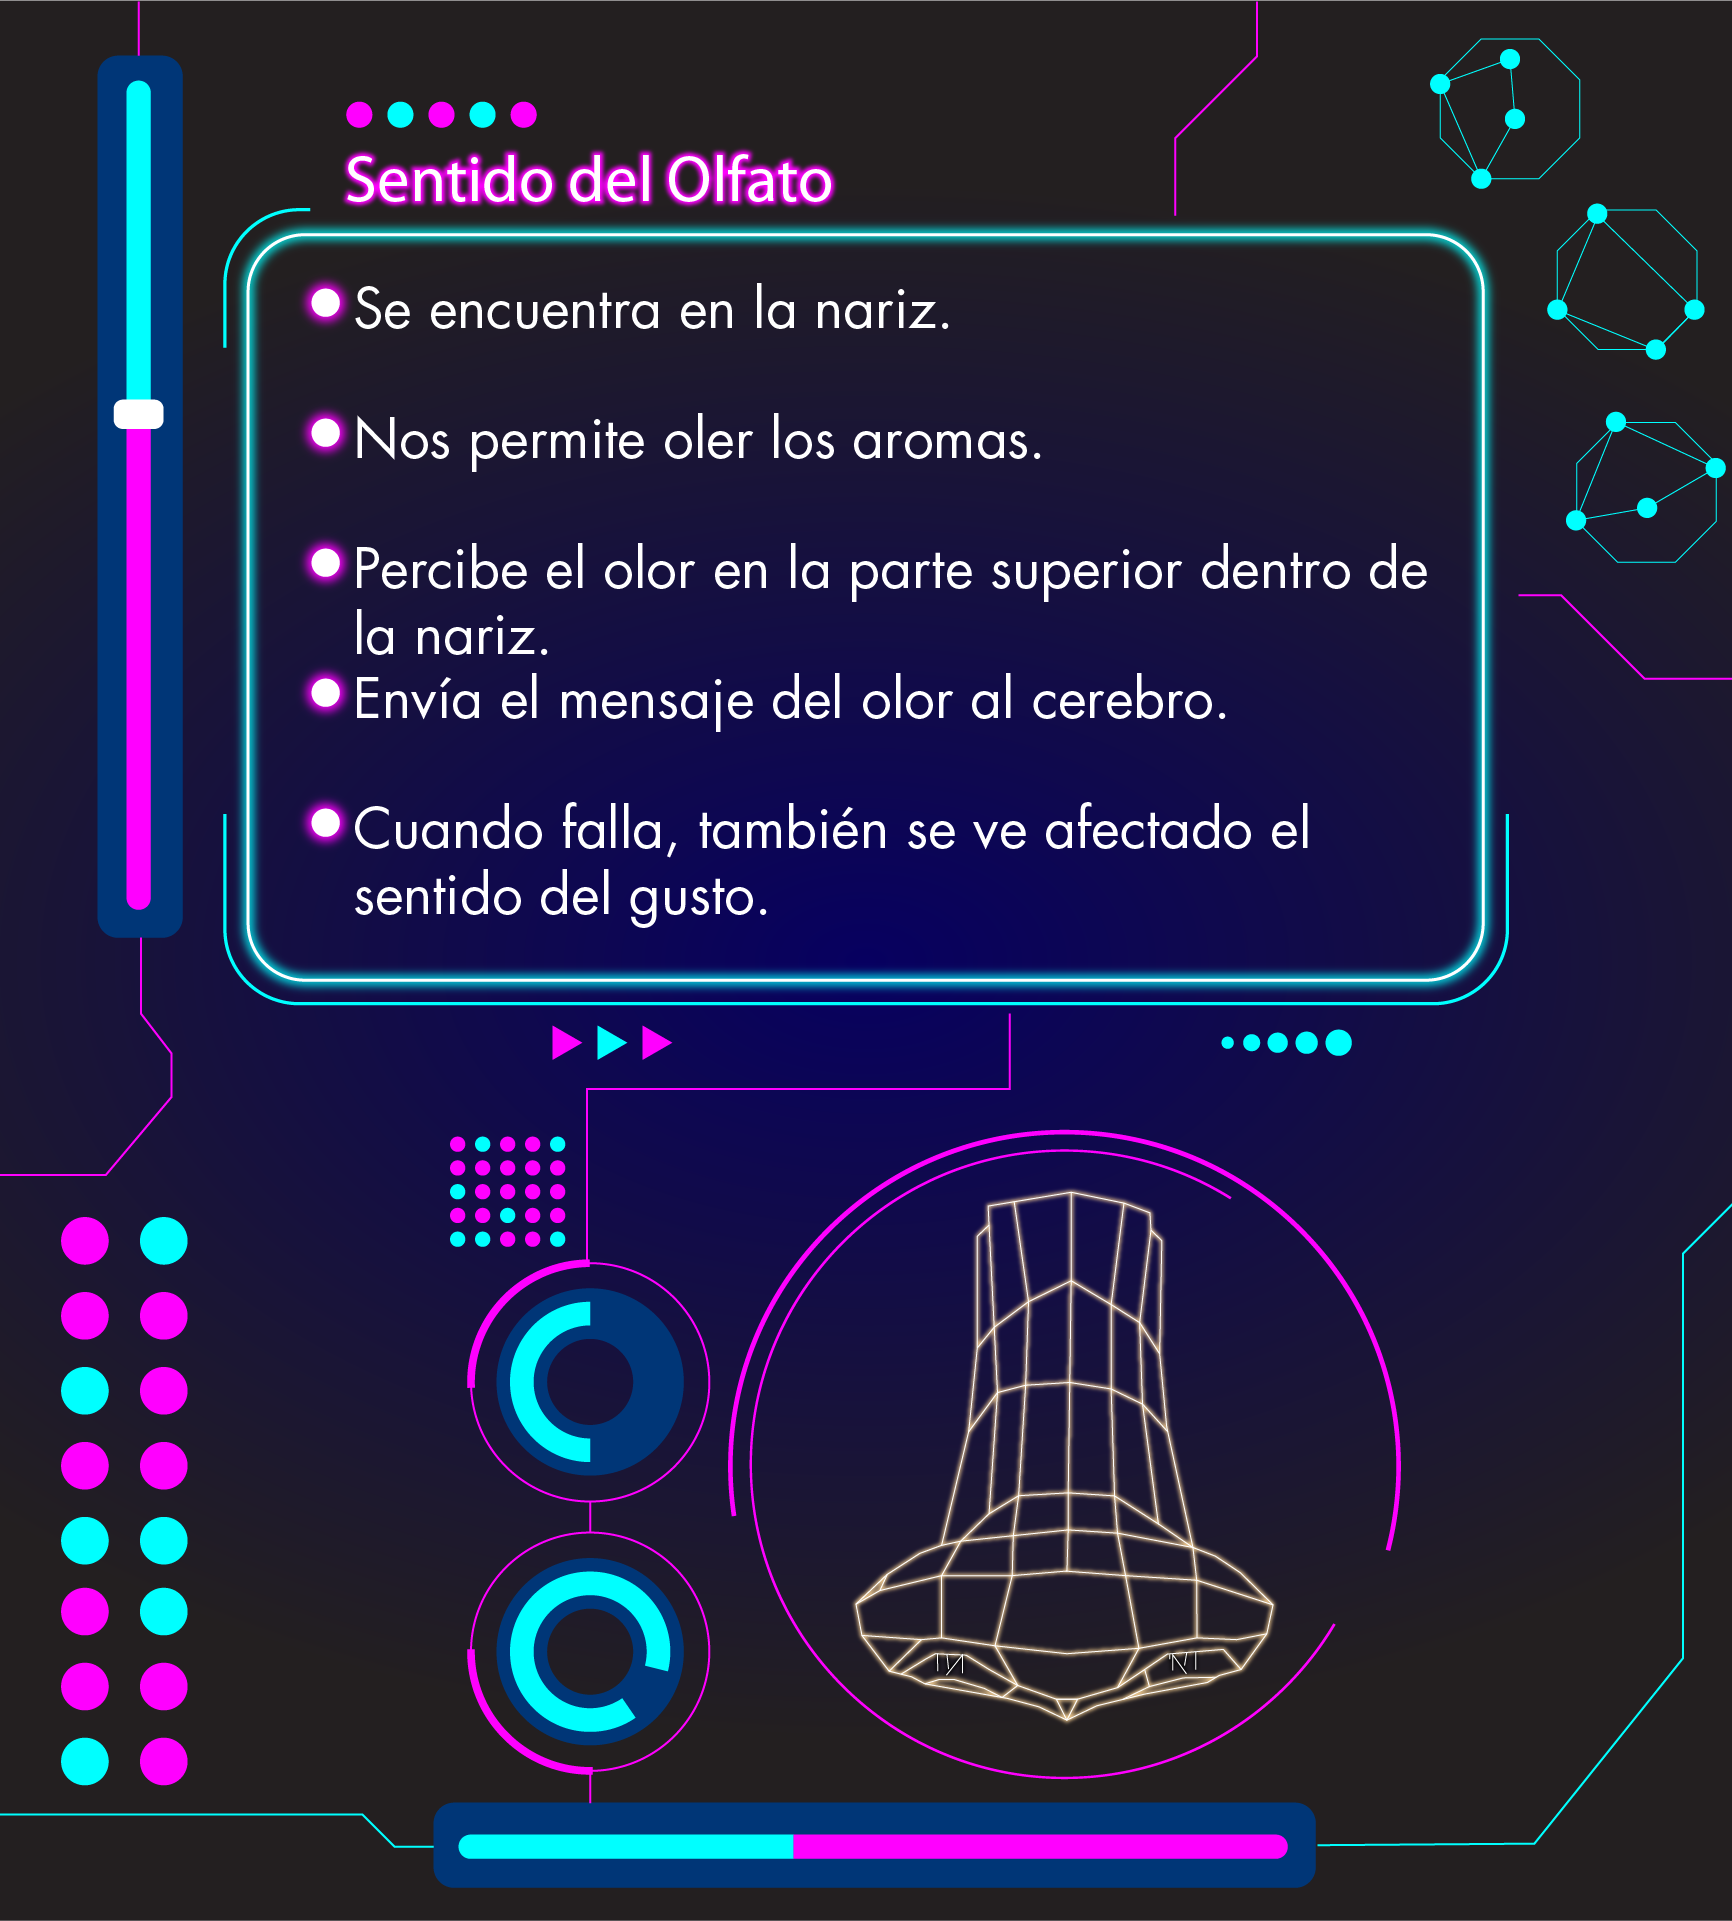 Sentido del Olfato
Se encuentra en la nariz.
Nos permite oler los aromas.
Percibe el olor en la parte superior dentro de
la nariz.
Envía el mensaje del olor al cerebro.
Cuando falla, también se ve afectado el
sentido del gusto.